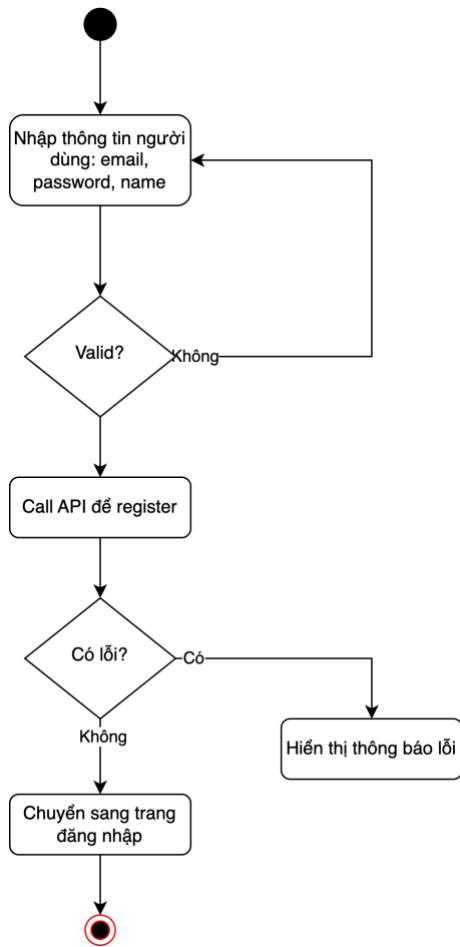 Nhập thông tin người
dùng: email,
password, name
Valid?
Không
Call API để register
Có lỗi?
Có
Không
Hiển thị thông báo lỗi
Chuyển sang trang
đăng nhập